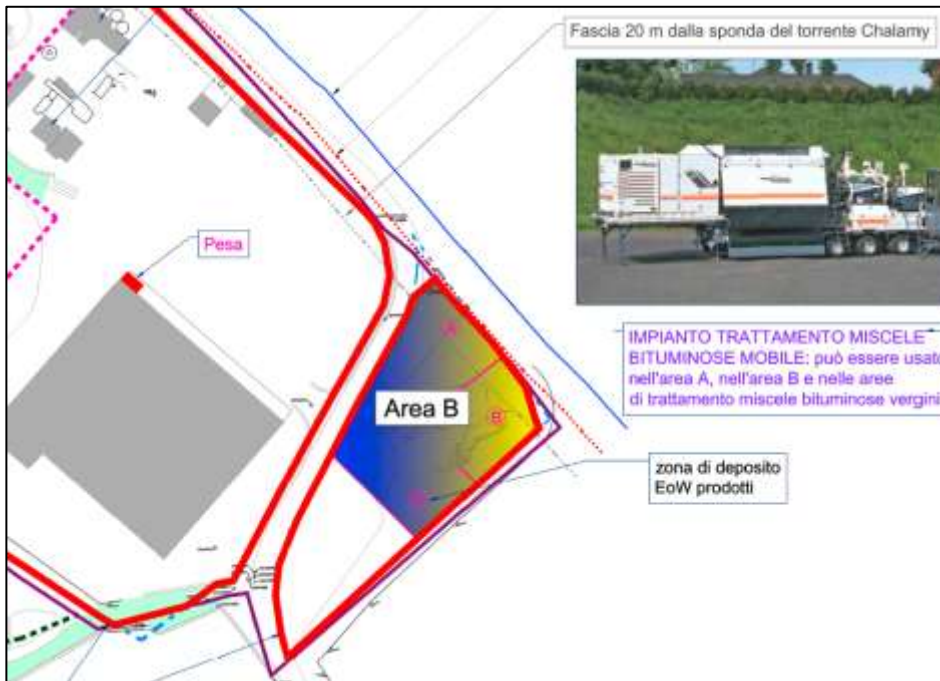 Fascia 20 m dalla sponda del torrente Chalamy
Pesa
IMPIANTO TRATTAMENTO MISCELE
BITUMINOSE MOBILE: può essere usato
nell'area A, nell'area B e nelle aree
di trattamento miscele bituminose vergini
A
Area B
B
zona di deposito
EoW prodotti